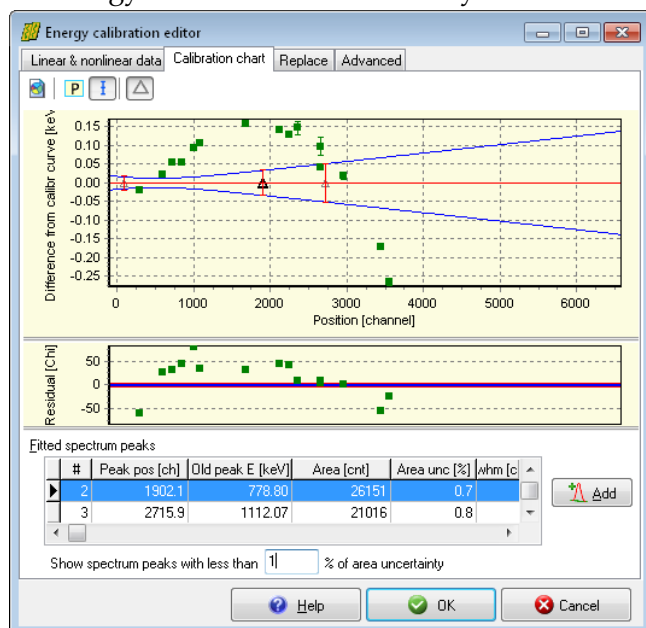 Energy calibration editor
Linear & nonlinear data Calibration chart Replace Advanced
P
Difference from calibr curve [keV
0.15
0.10
0.05
0.00
-0.05
-0.10
-0.15
-0.20
-0.25
0 1000 2000 3000 4000 5000 6000
Position [channel]
Residual [Chi]
50
0
-50
Fitted spectrum peaks
# Peak pos [ch] Old peak E [keV] Area [cnt] Area unc [%] whm [c
2 1902.1 778.80 26151 0.7
3 2715.9 1112.07 21016 0.8
Add
Show spectrum peaks with less than 1 % of area uncertainty
Help OK Cancel